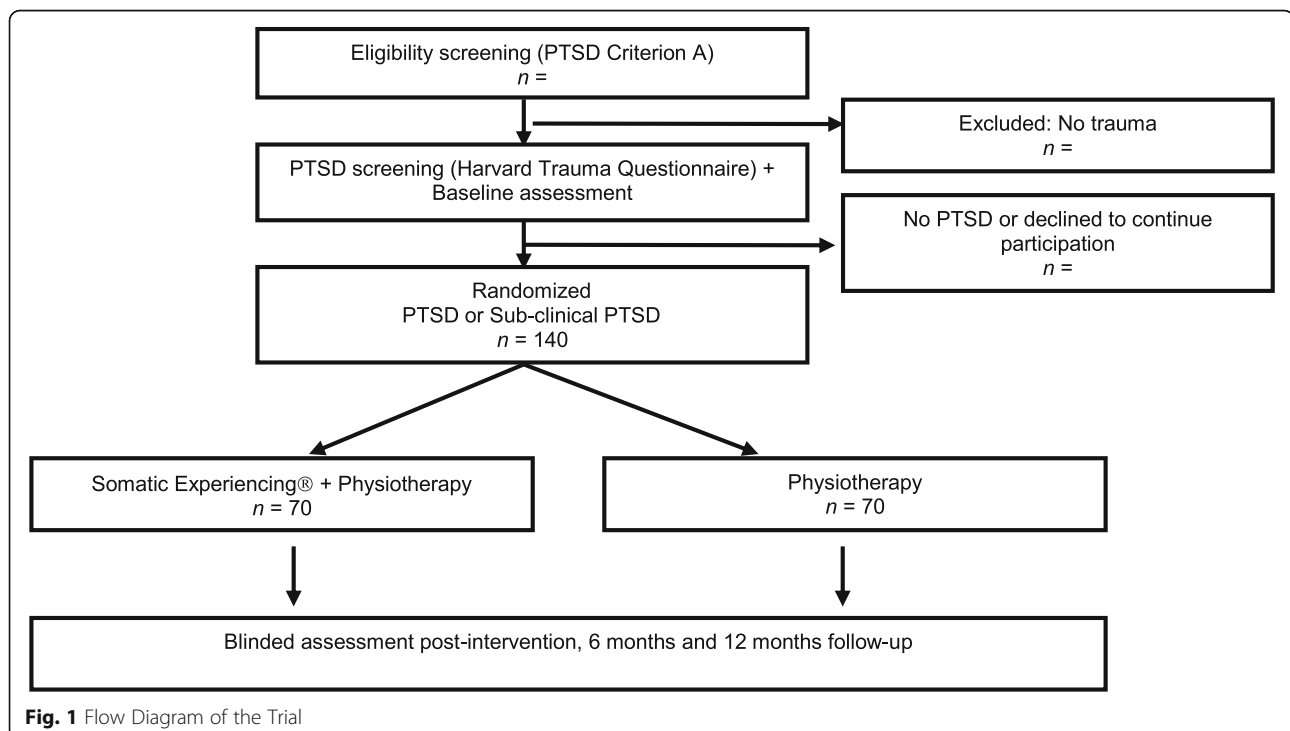 Eligibility screening (PTSD Criterion A)
n =
Excluded: No trauma
n =
PTSD screening (Harvard Trauma Questionnaire) +
Baseline assessment
No PTSD or declined to continue
participation
n =
Randomized
PTSD or Sub-clinical PTSD
n = 140
Somatic Experiencing® + Physiotherapy
n = 70
Physiotherapy
n = 70
Blinded assessment post-intervention, 6 months and 12 months follow-up
Fig. 1 Flow Diagram of the Trial